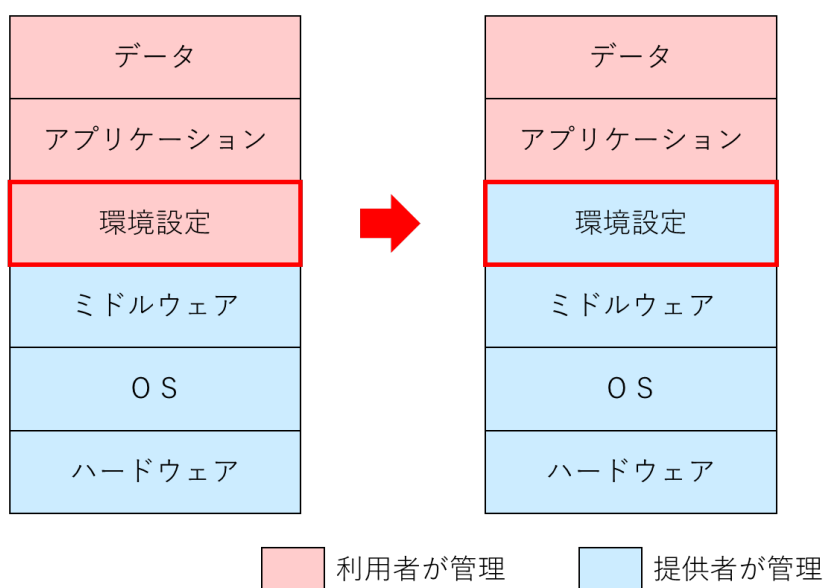 データ
アプリケーション
環境設定
ミドルウェア
ＯＳ
ハードウェア
データ
アプリケーション
環境設定
ミドルウェア
ＯＳ
ハードウェア
利用者が管理
提供者が管理